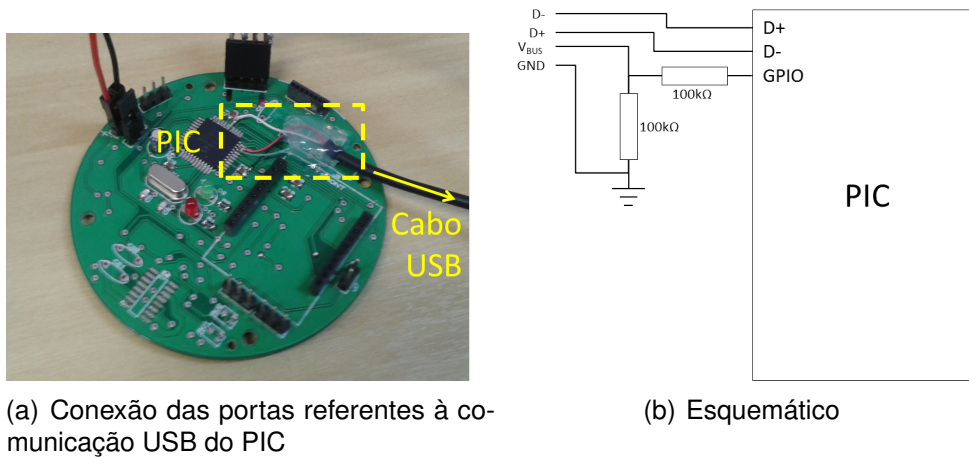 PIC
Cabo
USB
D-
D+
VBUS
GND
D+
D-
GPIO
100kΩ
100kΩ
PIC
(a) Conexão das portas referentes à co-
municação USB do PIC
(b) Esquemático